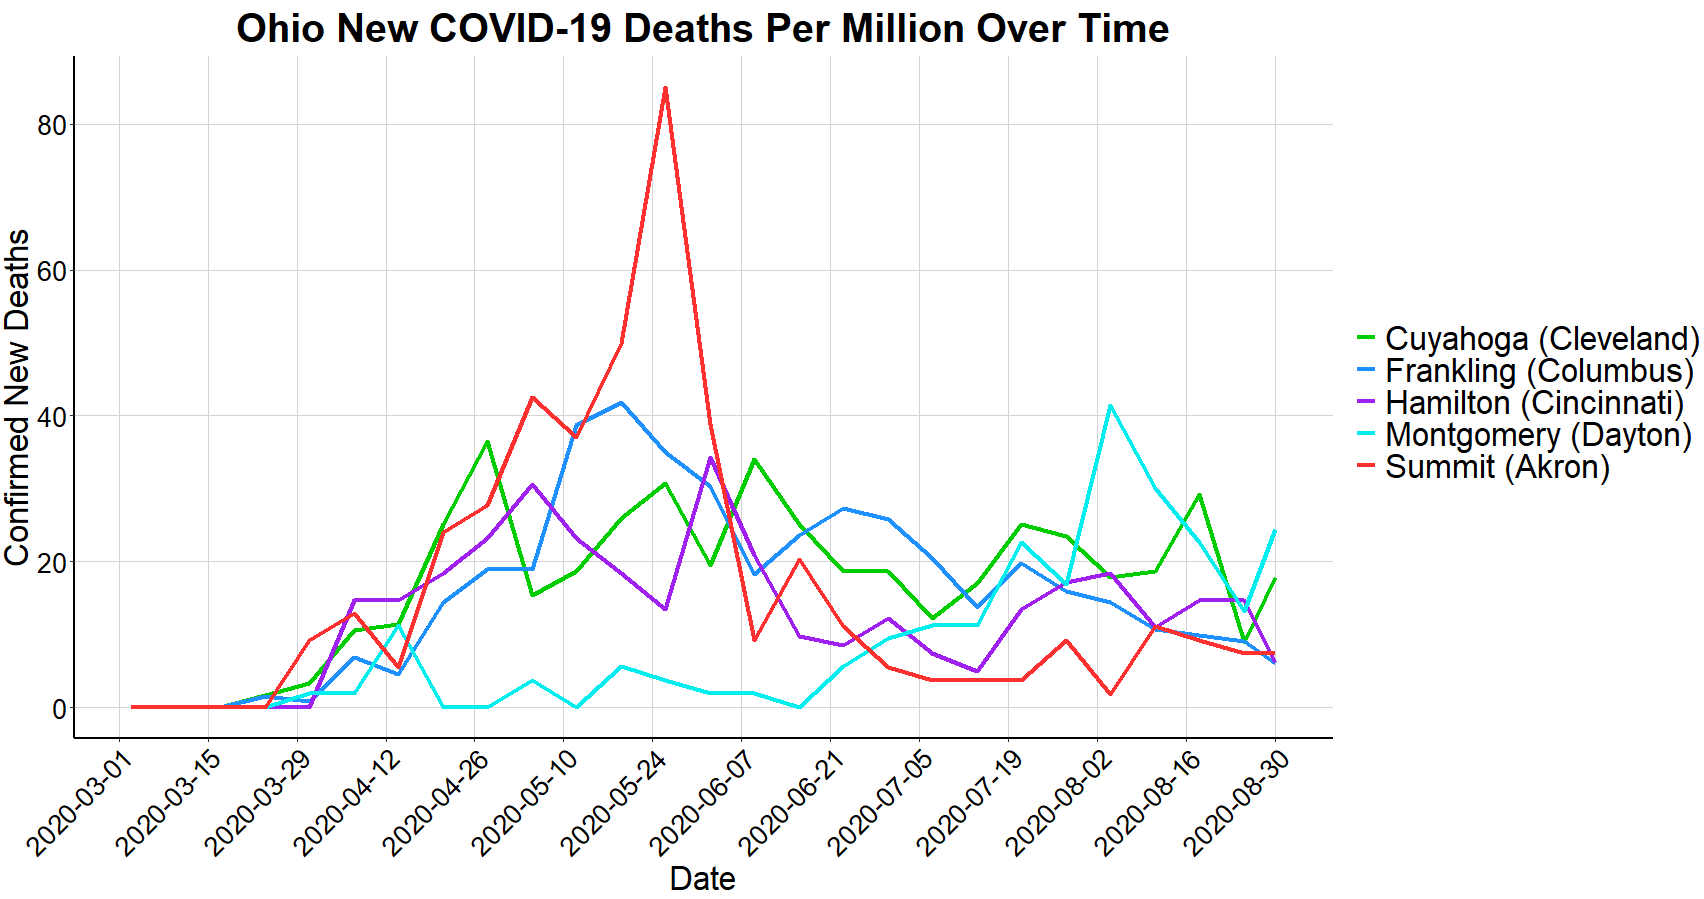 Ohio New COVID-19 Deaths Per Million Over Time
Confirmed New Deaths
80
60
40
20
0
2020-03-01
2020-03-15
2020-03-29
2020-04-12
2020-04-26
2020-05-10
2020-05-24
2020-06-07
2020-06-21
2020-07-05
2020-07-19
2020-08-02
2020-08-16
2020-08-30
Date
Cuyahoga (Cleveland)
Frankling (Columbus)
Hamilton (Cincinnati)
Montgomery (Dayton)
Summit (Akron)